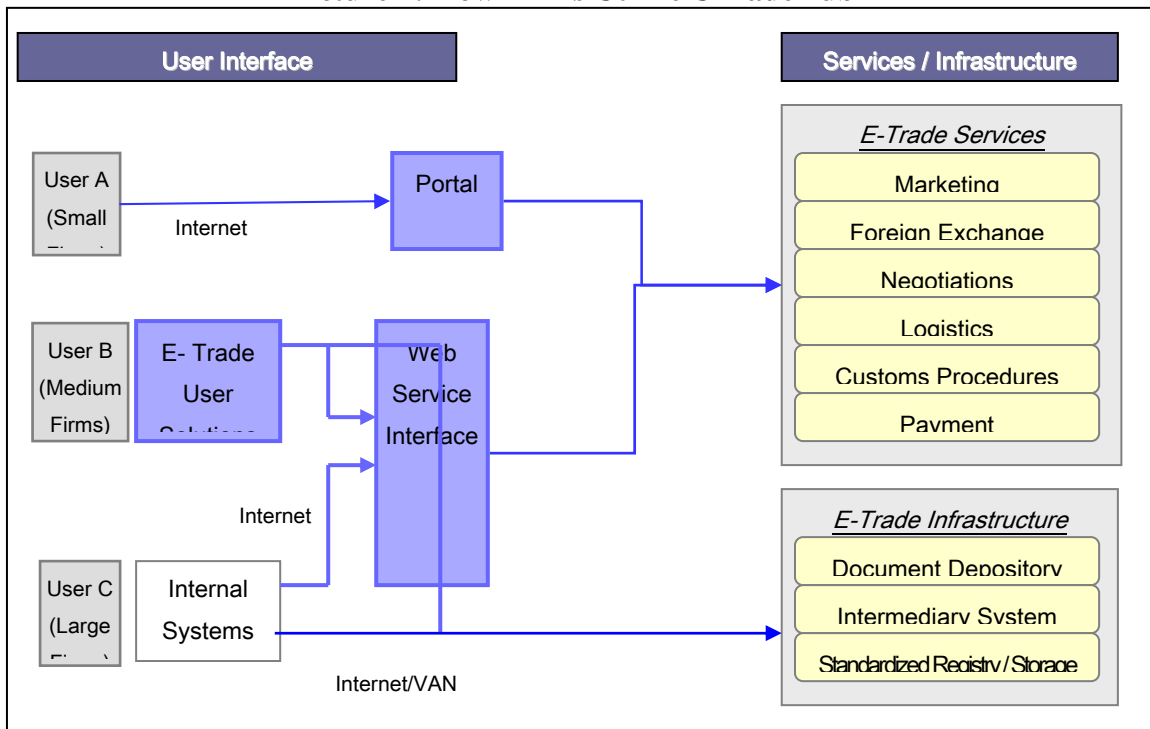 User Interface
Services / Infrastructure
E-Trade Services
User A
(Small
Portal
Internet
Marketing
Foreign Exchange
Negotiations
Logistics
Customs Procedures
Payment
User B
(Medium
Firms)
E- Trade
User
Solutions
Web
Service
Interface
Internet
E-Trade Infrastructure
Document Depository
Intermediary System
Standardized Registry / Storage
User C
(Large
Internal
Systems
Internet/VAN